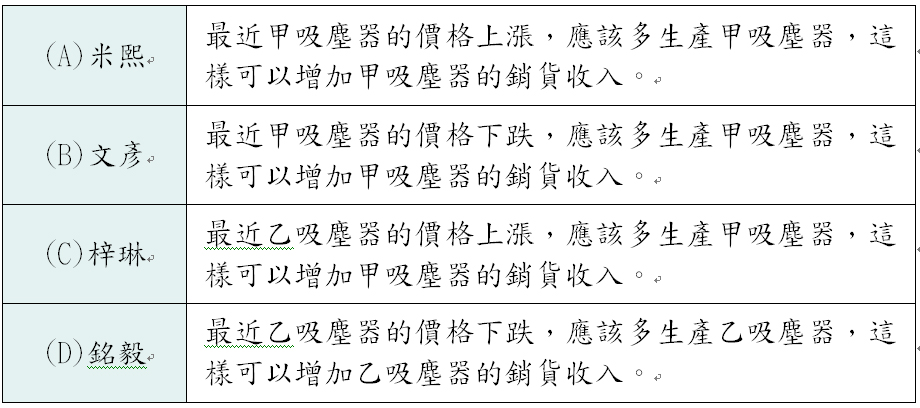 (A)米熙
最近甲吸塵器的價格上漲，應該多生產甲吸塵器，這
樣可以增加甲吸塵器的銷貨收入。
(B)文彥
最近甲吸塵器的價格下跌，應該多生產甲吸塵器，這
樣可以增加甲吸塵器的銷貨收入。
(C)梓琳
最近乙吸塵器的價格上漲，應該多生產甲吸塵器，這
樣可以增加甲吸塵器的銷貨收入。
(D)銘毅
最近乙吸塵器的價格下跌，應該多生產乙吸塵器，這
樣可以增加乙吸塵器的銷貨收入。